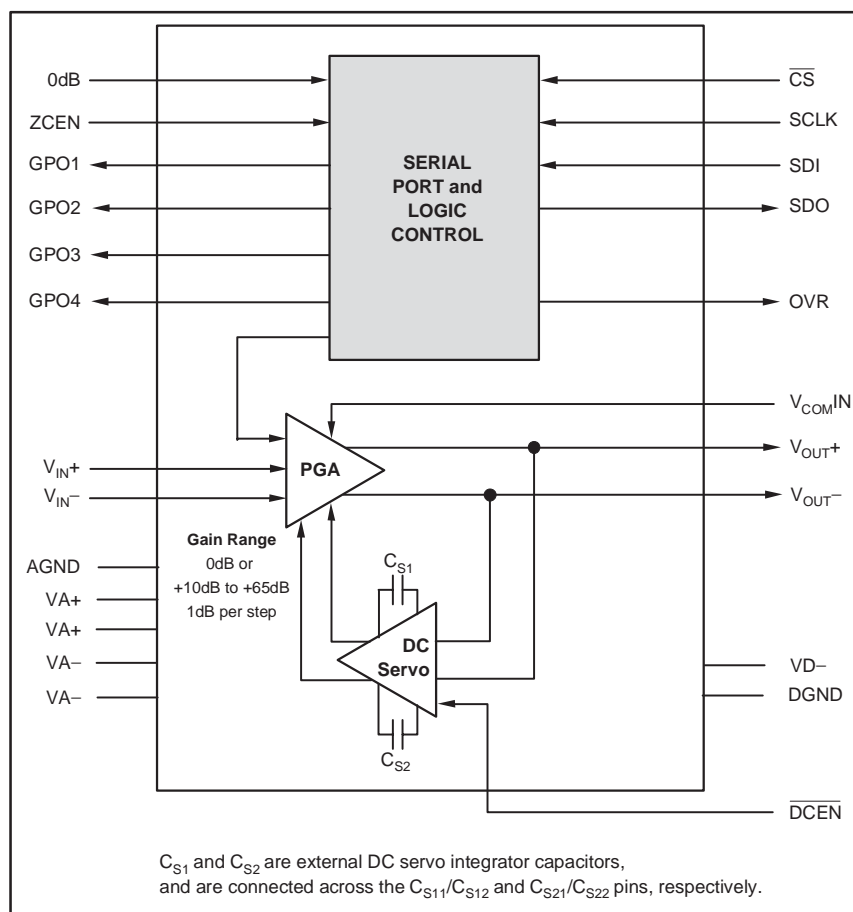 0dB
ZCEN
GPO1
GPO2
GPO3
GPO4
SERIAL
PORT and
LOGIC
CONTROL
CS
SCLK
SDI
SDO
OVR
VCOMIN
VOUT+
VOUT−
VIN+
VIN−
PGA
Gain Range
0dB or
+10dB to +65dB
1dB per step
AGND
VA+
VA+
VA−
VA−
CS1
DC
Servo
CS2
VD−
DGND
DCEN
CS1 and CS2 are external DC servo integrator capacitors,
and are connected across the CS11/CS12 and CS21/CS22 pins, respectively.